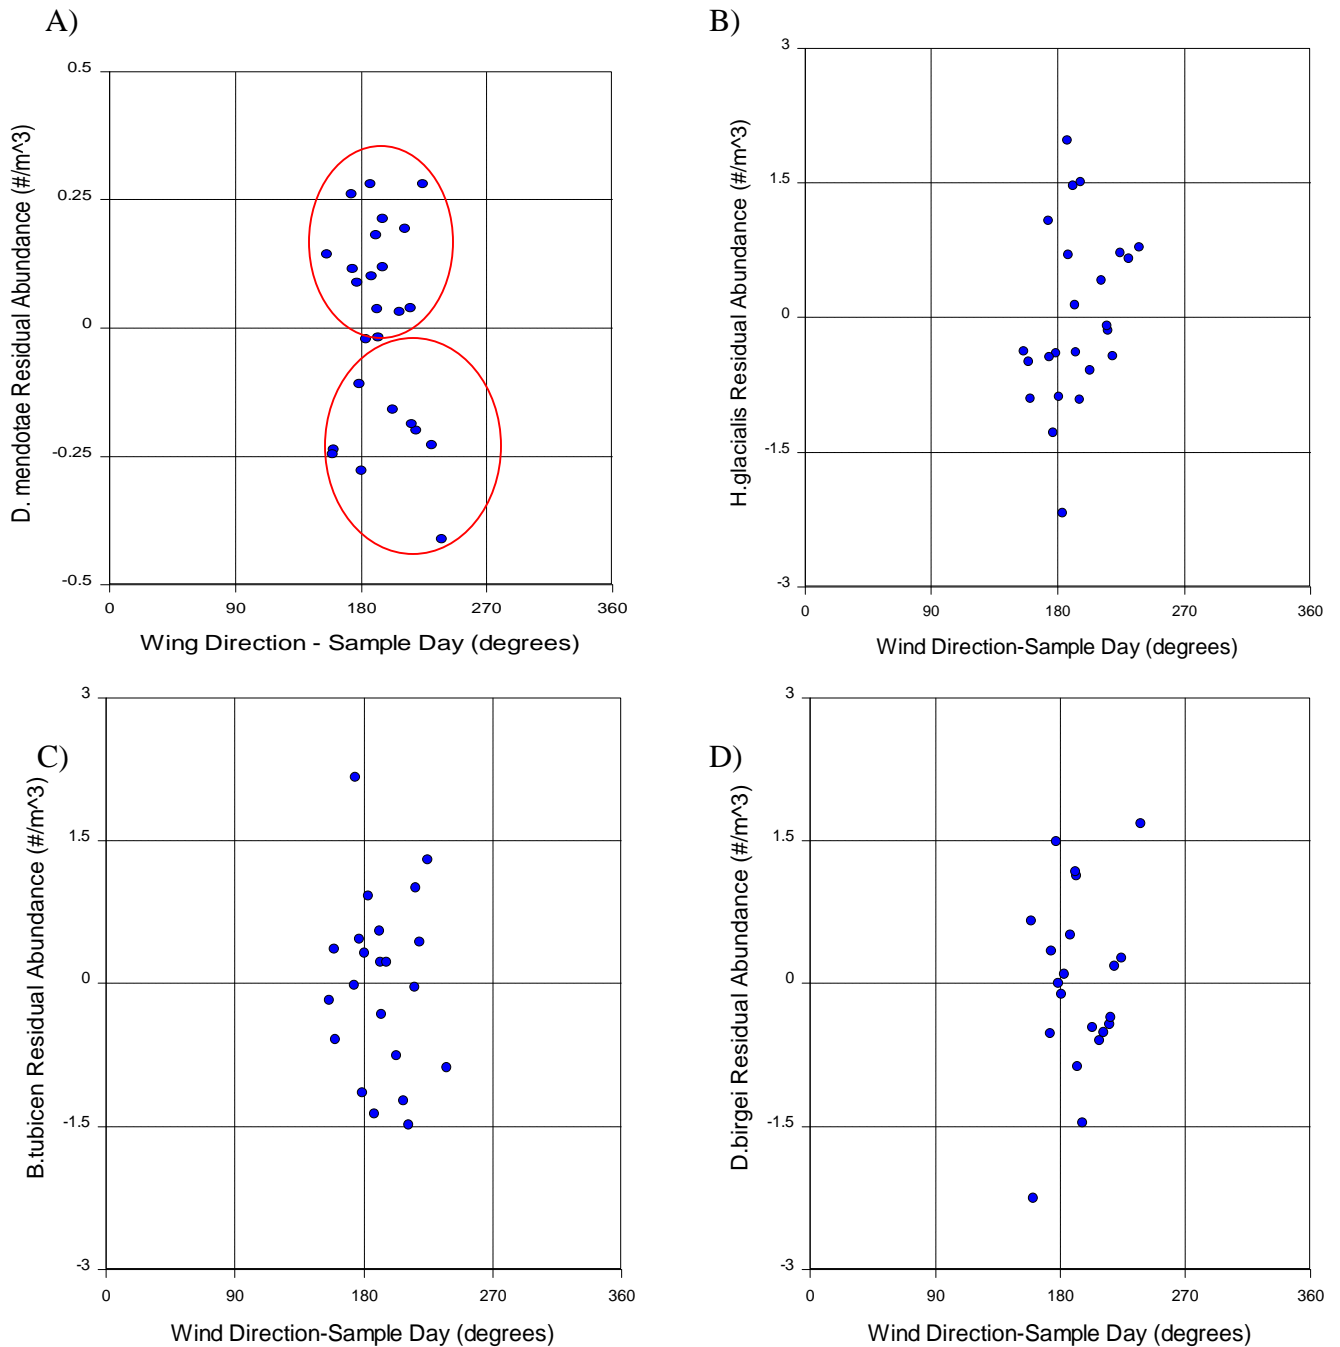 A)
D. mendotae Residual Abundance (#/m^3)
0.5
0.25
0
-0.25
-0.5
0 90 180 270 360
Wing Direction - Sample Day (degrees)
B)
H.glacialis Residual Abundance (#/m^3)
3
1.5
0
-1.5
-3
0 90 180 270 360
Wind Direction-Sample Day (degrees)
C)
B.tubicen Residual Abundance (#/m^3)
3
1.5
0
-1.5
-3
0 90 180 270 360
Wind Direction-Sample Day (degrees)
D)
D.birgei Residual Abundance (#/m^3)
3
1.5
0
-1.5
-3
0 90 180 270 360
Wind Direction-Sample Day (degrees)